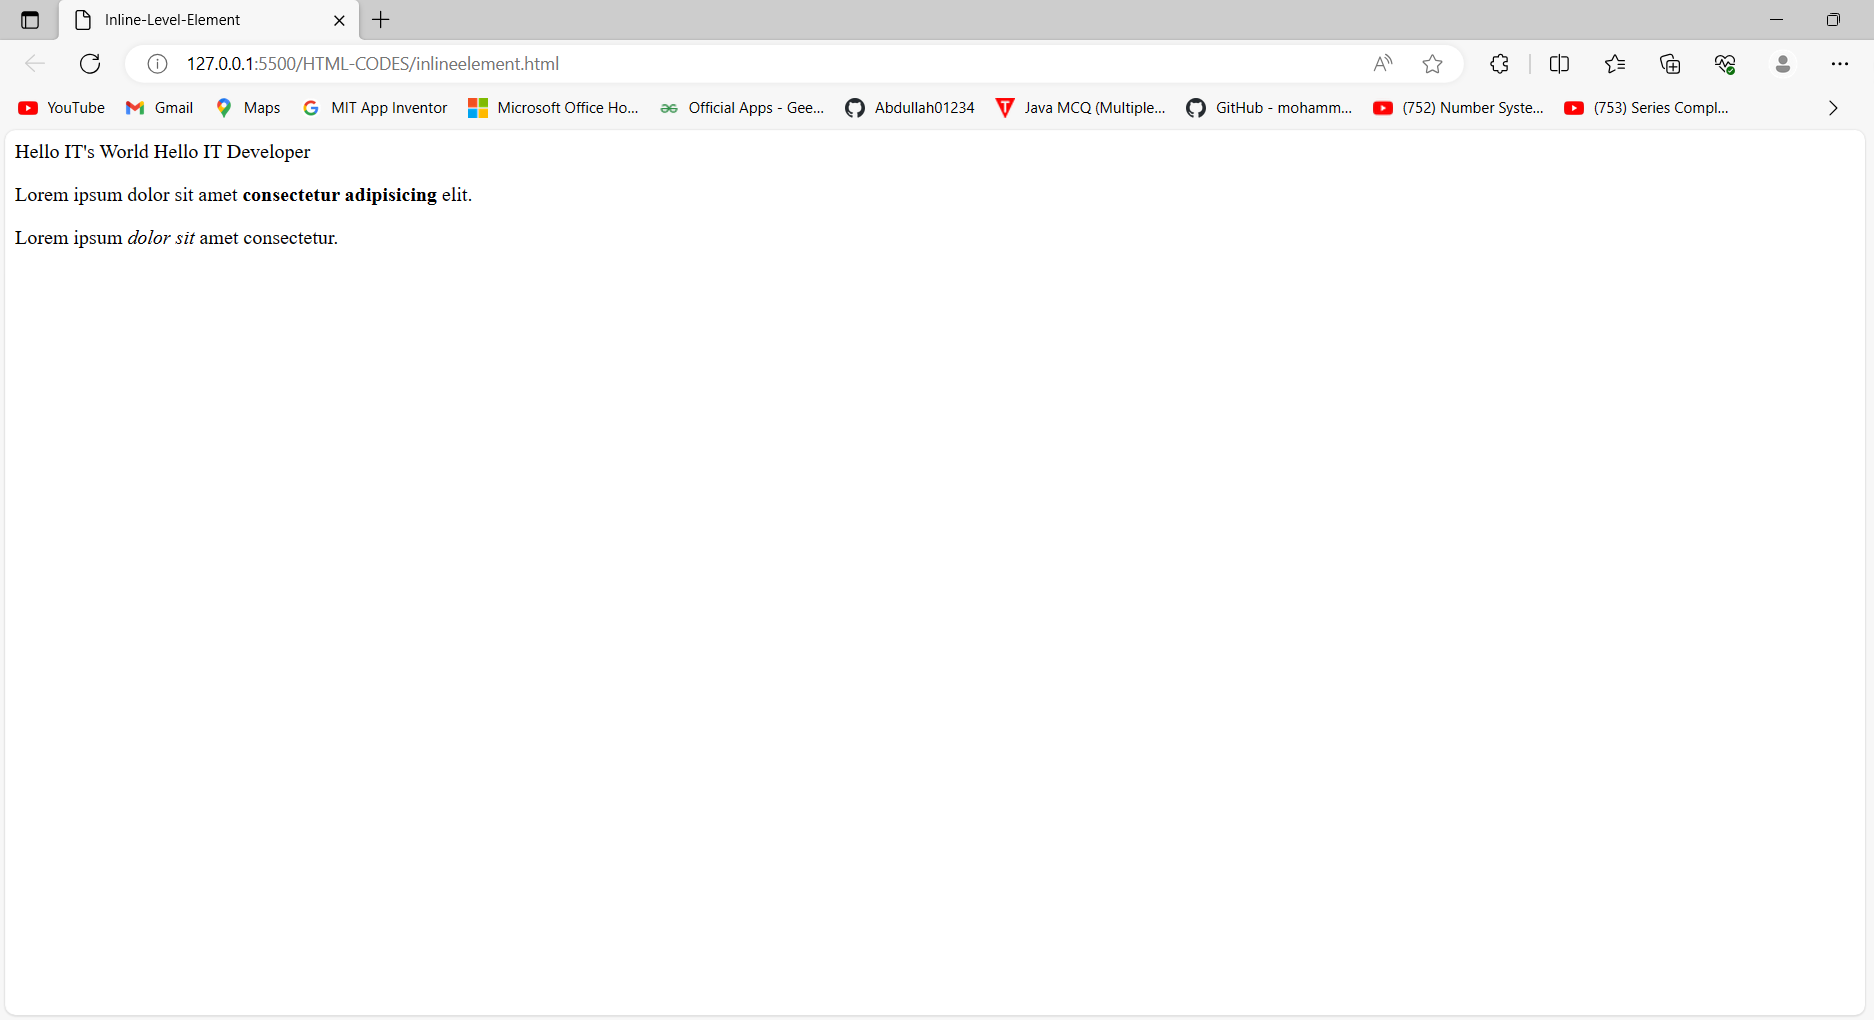 Inline-Level-Element
127.0.0.1:5500/HTML-CODES/inlineelement.html
YouTube Gmail Maps MIT App Inventor Microsoft Office Ho... Official Apps - Gee... Abdullah01234 Java MCQ (Multiple... GitHub - mohamm... (752) Number Syste... (753) Series Compl...
Hello IT's World Hello IT Developer
Lorem ipsum dolor sit amet consectetur adipisicing elit.
Lorem ipsum dolor sit amet consectetur.